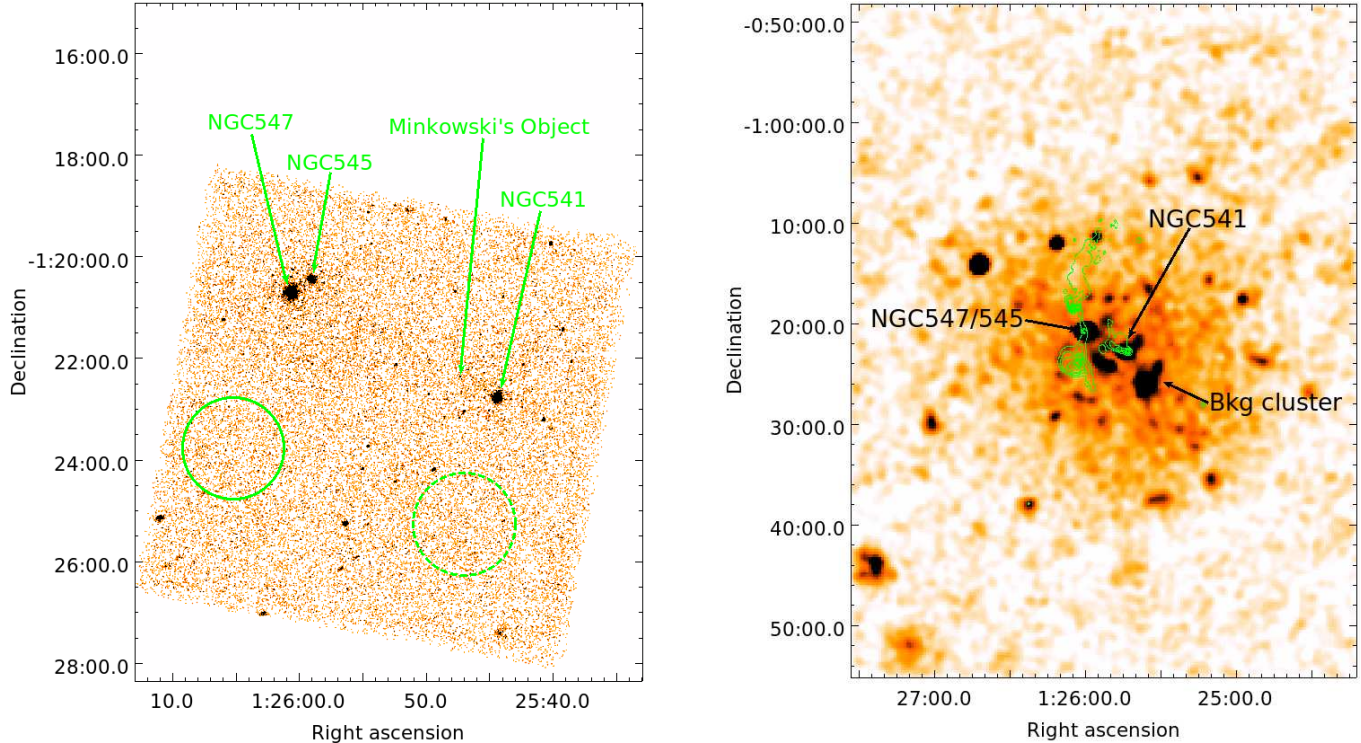 16:00.0
NGC547
Minkowski's Object
18:00.0
NGC545
NGC541
-1:20:00.0
Declination
22:00.0
24:00.0
26:00.0
28:00.0
10.0
1:26:00.0
50.0
25:40.0
Right ascension
-0:50:00.0
-1:00:00.0
10:00.0
NGC541
Declination
20:00.0
NGC547/545
Bkg cluster
30:00.0
40:00.0
50:00.0
27:00.0
1:26:00.0
25:00.0
Right ascension